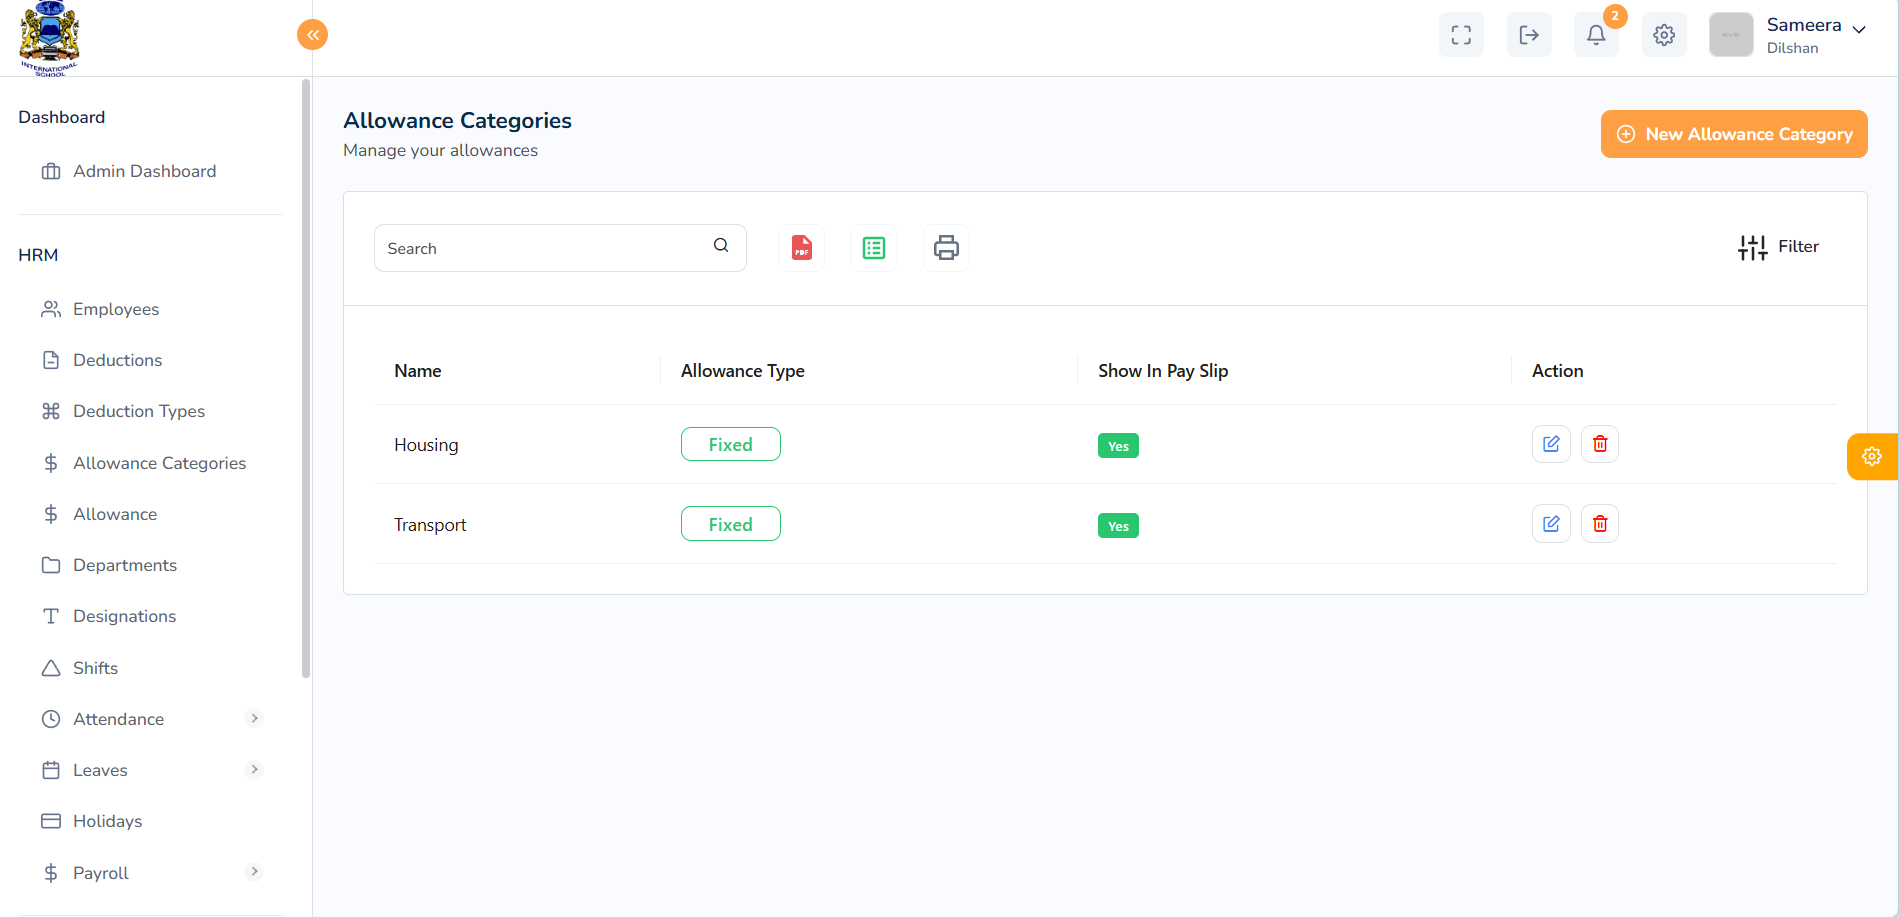 INTERNATIONAL
SCHOOL
2
Sameera
Dilshan
Dashboard
Admin Dashboard
HRM
Employees
Deductions
Deduction Types
Allowance Categories
Allowance
Departments
Designations
Shifts
Attendance
Leaves
Holidays
Payroll
Allowance Categories
Manage your allowances
New Allowance Category
Search
PDF
Filter
Name Allowance Type Show In Pay Slip Action
Housing Fixed Yes
Transport Fixed Yes